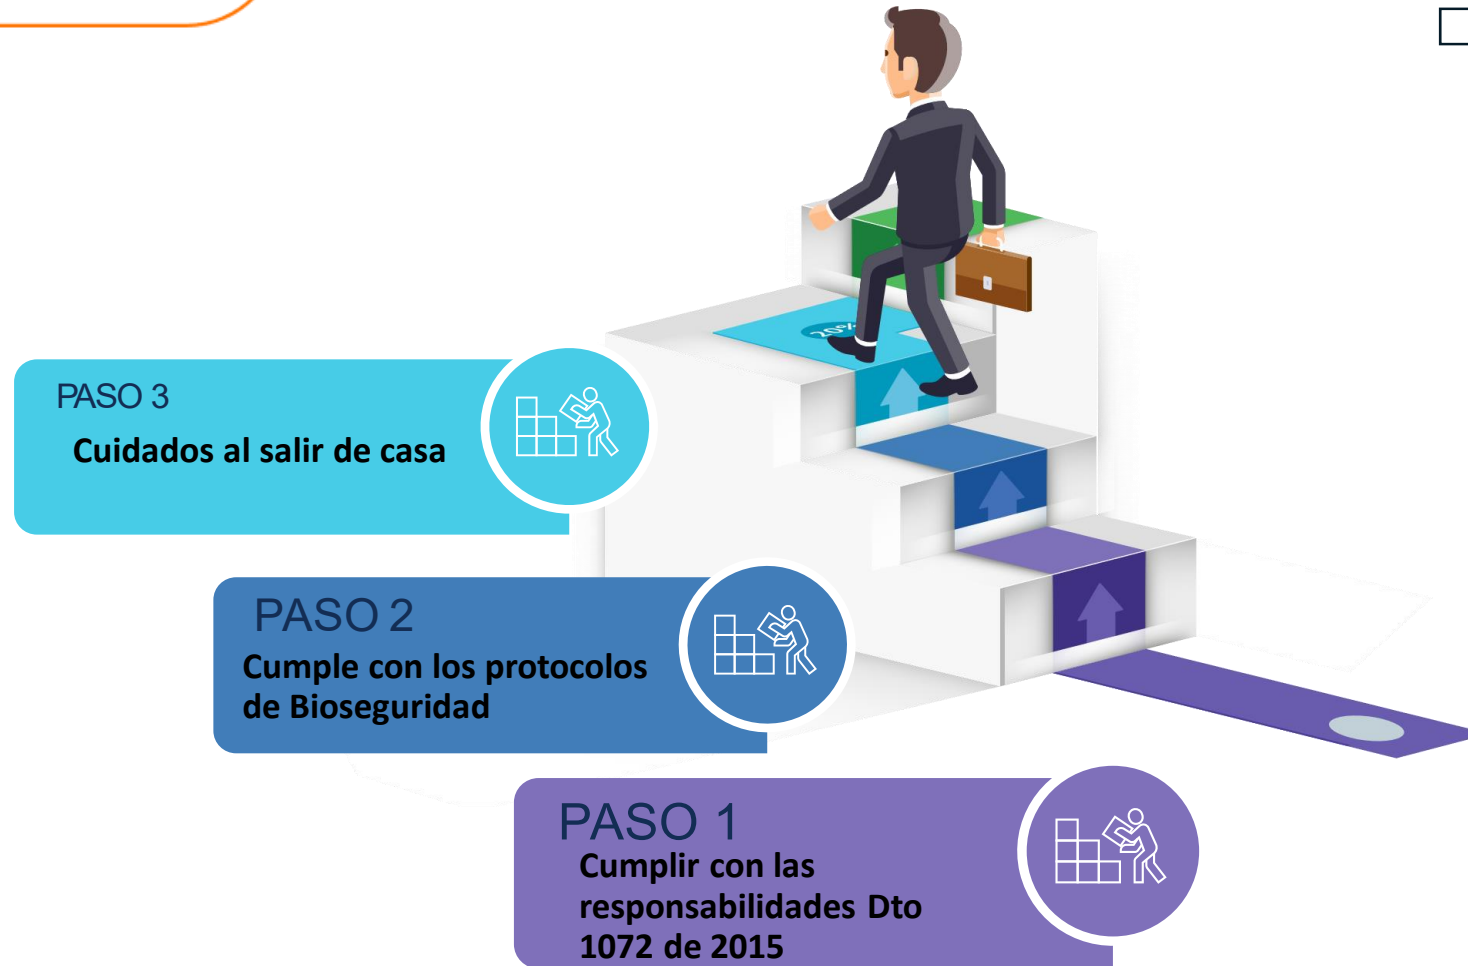 20%
PASO 3
Cuidados al salir de casa
PASO 2
Cumple con los protocolos
de Bioseguridad
PASO 1
Cumplir con las
responsabilidades Dto
1072 de 2015